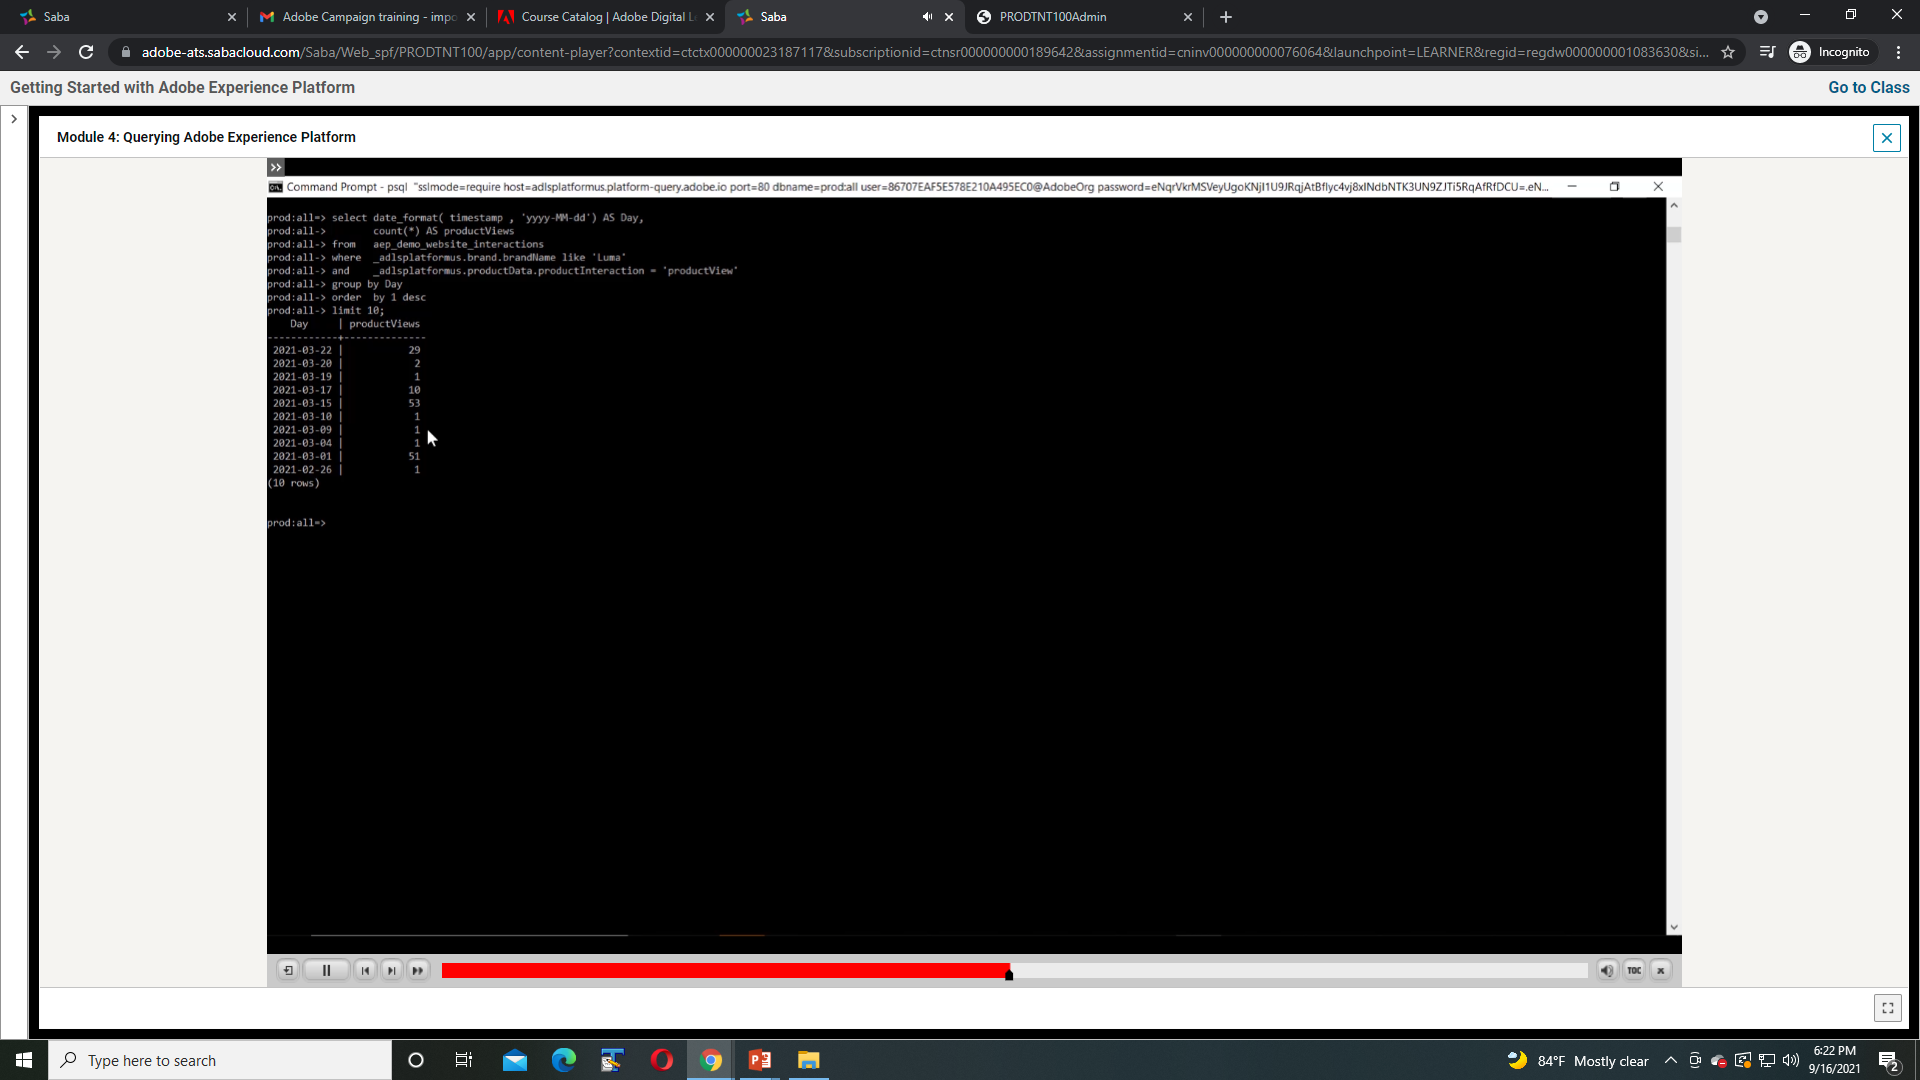 Saba
Adobe Campaign training - impo
Course Catalog | Adobe Digital L
Saba
PRODTNT100Admin
adobe-ats.sabacloud.com/Saba/Web_spf/PRODTNT100/app/content-player?contextid=ctctx000000023187117&subscriptionid=ctnsr0000000000189642&assignmentid=cninv000000000076064&launchpoint=LEARNER&regid=regdw000000001083630&si...
Incognito
Getting Started with Adobe Experience Platform
Go to Class
Module 4: Querying Adobe Experience Platform
Command Prompt - psql "sslmode=require host=adlsplatformus.platform-query.adobe.io port=80 dbname=prod:all user=86707EAF5E578E210A495EC0@AdobeOrg
prod:all=> select date_format( timestamp , 'yyyy-MM-dd') AS Day,
prod:all-> count(*) AS productViews
prod:all-> from aep_demo_website_interactions
prod:all-> where _adlsplatformus.brand.brandName like 'Luma'
prod:all-> and _adlsplatformus.productData.productInteraction = 'productView'
prod:all-> group by Day
prod:all-> order by 1 desc
prod:all-> limit 10;
Day | productViews
------------+--------------
2021-03-22 | 29
2021-03-20 | 2
2021-03-19 | 1
2021-03-17 | 10
2021-03-15 | 53
2021-03-10 | 1
2021-03-09 | 1
2021-03-04 | 1
2021-03-01 | 51
2021-02-26 | 1
(10 rows)
prod:all=>
TOC
Type here to search
84°F Mostly clear
6:22 PM
9/16/2021
2